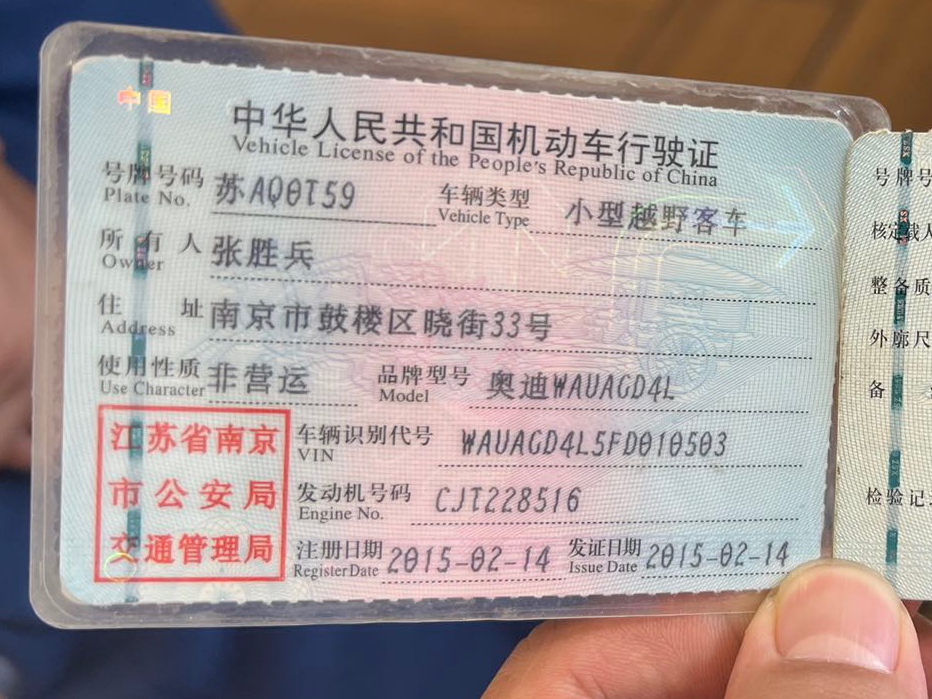 中国
中华人民共和国机动车行驶证
Vehicle License of the People's Republic of China
号牌号码 苏AQ0T59 车辆类型 小型越野客车
Plate No. Vehicle Type
所有人 张胜兵
Owner
住址 南京市鼓楼区晓街33号
Address
使用性质 非营运 品牌型号 奥迪WAUAGD4L
Use Character Model
江苏省南京
市公安局
交通管理局
车辆识别代号 WAUAGD4L5FD010503
VIN
发动机号码 CJT228516
Engine No.
注册日期 2015-02-14 发证日期 2015-02-14
Register Date Issue Date
号牌号
核定载人
整备质
外廓尺
备
检验记